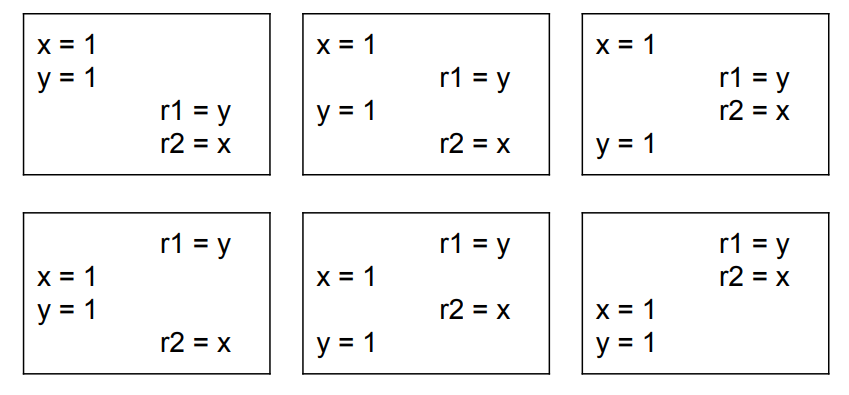 x = 1
y = 1
r1 = y
r2 = x
x = 1
r1 = y
y = 1
r2 = x
x = 1
r1 = y
r2 = x
y = 1
r1 = y
x = 1
y = 1
r2 = x
r1 = y
x = 1
r2 = x
y = 1
r1 = y
r2 = x
x = 1
y = 1